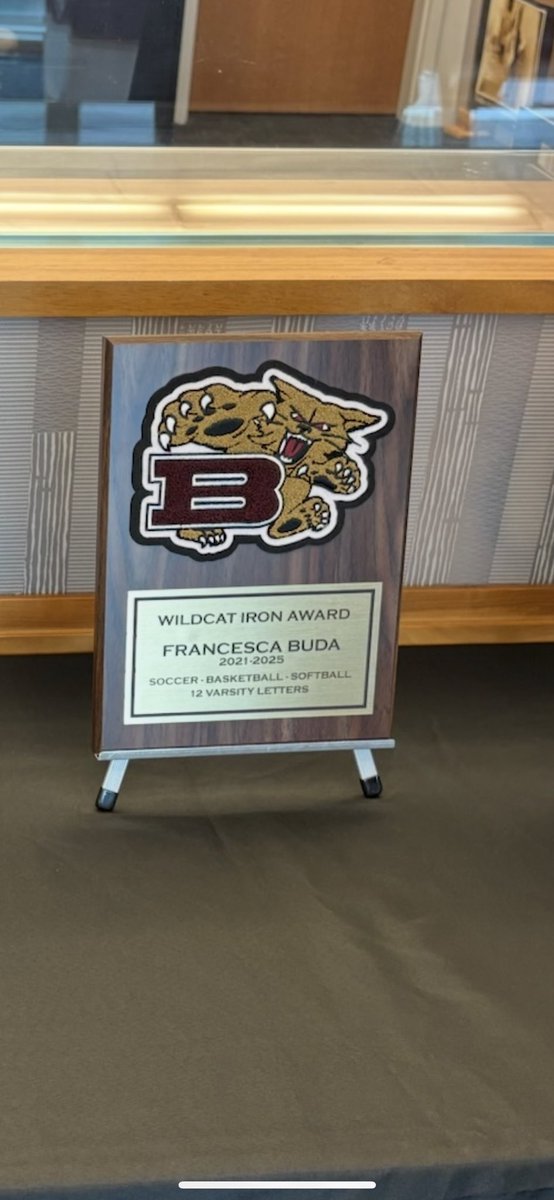 B
WILDCAT IRON AWARD
FRANCESCA BUDA
2021-2025
SOCCER - BASKETBALL - SOFTBALL
12 VARSITY LETTERS